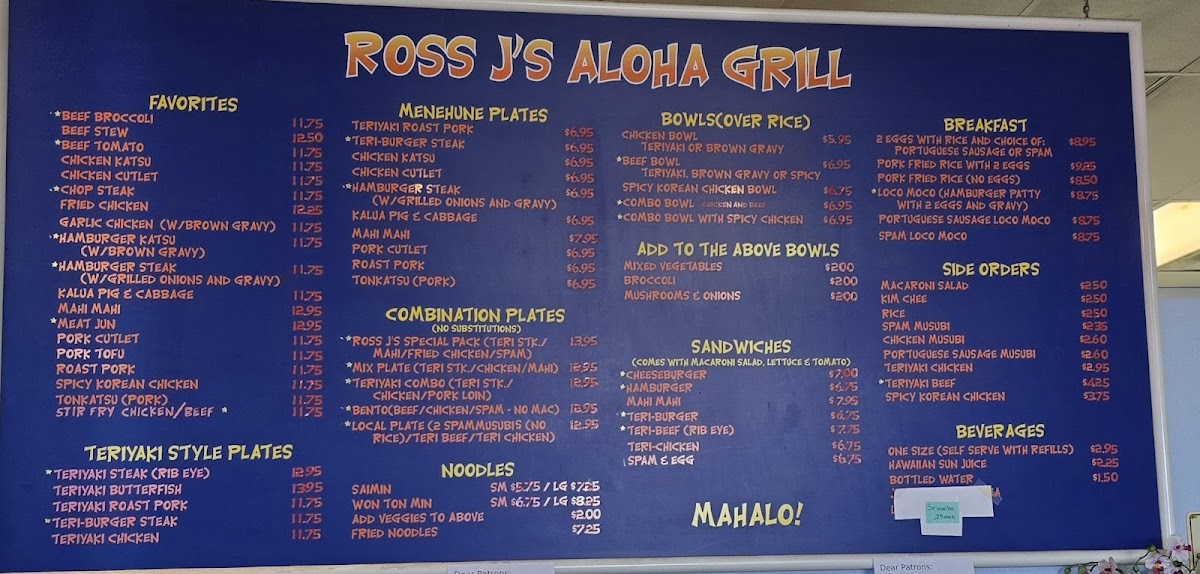 ROSS J'S ALOHA GRILL
FAVORITES
*BEEF BROCCOLI 11.75
BEEF STEW 12.50
*BEEF TOMATO 11.75
CHICKEN KATSU 11.75
CHICKEN CUTLET 11.75
*CHOP STEAK 11.75
FRIED CHICKEN 12.25
GARLIC CHICKEN (W/BROWN GRAVY) 11.75
*HAMBURGER KATSU 11.75
(W/BROWN GRAVY)
*HAMBURGER STEAK 11.75
(W/GRILLED ONIONS AND GRAVY)
KALUA PIG & CABBAGE 11.75
MAHI MAHI 12.95
*MEAT JUN 12.95
PORK CUTLET 11.75
PORK TOFU 11.75
ROAST PORK 11.75
SPICY KOREAN CHICKEN 11.75
TONKATSU (PORK) 11.75
STIR FRY CHICKEN/BEEF * 11.75
TERIYAKI STYLE PLATES
*TERIYAKI STEAK (RIB EYE) 12.95
TERIYAKI BUTTERFISH 13.95
TERIYAKI ROAST PORK 11.75
*TERI-BURGER STEAK 11.75
TERIYAKI CHICKEN 11.75
MENEHUNE PLATES
TERIYAKI ROAST PORK $6.95
*TERI-BURGER STEAK $6.95
CHICKEN KATSU $6.95
CHICKEN CUTLET $6.95
*HAMBURGER STEAK $6.95
(W/GRILLED ONIONS AND GRAVY)
KALUA PIG & CABBAGE $6.95
MAHI MAHI $7.95
PORK CUTLET $6.95
ROAST PORK $6.95
TONKATSU (PORK) $6.95
COMBINATION PLATES
(NO SUBSTITUTIONS)
*ROSS J'S SPECIAL PACK (TERI STK./ 13.95
MAHI/FRIED CHICKEN/SPAM)
*MIX PLATE (TERI STK./CHICKEN/MAHI) 12.95
*TERIYAKI COMBO (TERI STK./ 12.95
CHICKEN/PORK LOIN)
*BENTO(BEEF/CHICKEN/SPAM - NO MAC) 12.95
*LOCAL PLATE (2 SPAMMUSUBIS (NO 12.95
RICE)/TERI BEEF/TERI CHICKEN)
NOODLES
SAIMIN SM $5.75 / LG $7.25
WON TON MIN SM $6.75 / LG $8.25
ADD VEGGIES TO ABOVE $2.00
FRIED NOODLES $7.25
BOWLS(OVER RICE)
CHICKEN BOWL $5.95
TERIYAKI OR BROWN GRAVY
*BEEF BOWL $6.95
TERIYAKI, BROWN GRAVY OR SPICY
SPICY KOREAN CHICKEN BOWL $6.75
*COMBO BOWL CHICKEN AND BEEF $6.95
*COMBO BOWL WITH SPICY CHICKEN $6.95
ADD TO THE ABOVE BOWLS
MIXED VEGETABLES $2.00
BROCCOLI $2.00
MUSHROOMS & ONIONS $2.00
SANDWICHES
(COMES WITH MACARONI SALAD, LETTUCE & TOMATO)
*CHEESEBURGER $7.00
*HAMBURGER $6.75
MAHI MAHI $7.95
*TERI-BURGER $6.75
*TERI-BEEF (RIB EYE) $7.75
TERI-CHICKEN $6.75
SPAM & EGG $6.75
MAHALO!
BREAKFAST
2 EGGS WITH RICE AND CHOICE OF: $8.95
PORTUGUESE SAUSAGE OR SPAM
PORK FRIED RICE WITH 2 EGGS $9.25
PORK FRIED RICE (NO EGGS) $8.50
*LOCO MOCO (HAMBURGER PATTY $8.75
WITH 2 EGGS AND GRAVY)
PORTUGUESE SAUSAGE LOCO MOCO $8.75
SPAM LOCO MOCO $8.75
SIDE ORDERS
MACARONI SALAD $2.50
KIM CHEE $2.50
RICE $2.50
SPAM MUSUBI $2.35
CHICKEN MUSUBI $2.60
PORTUGUESE SAUSAGE MUSUBI $2.60
TERIYAKI CHICKEN $2.95
*TERIYAKI BEEF $4.25
SPICY KOREAN CHICKEN $3.75
BEVERAGES
ONE SIZE (SELF SERVE WITH REFILLS) $2.95
HAWAIIAN SUN JUICE $2.25
BOTTLED WATER $1.50
Sriracha
Dear Patrons:
Dear Patrons: